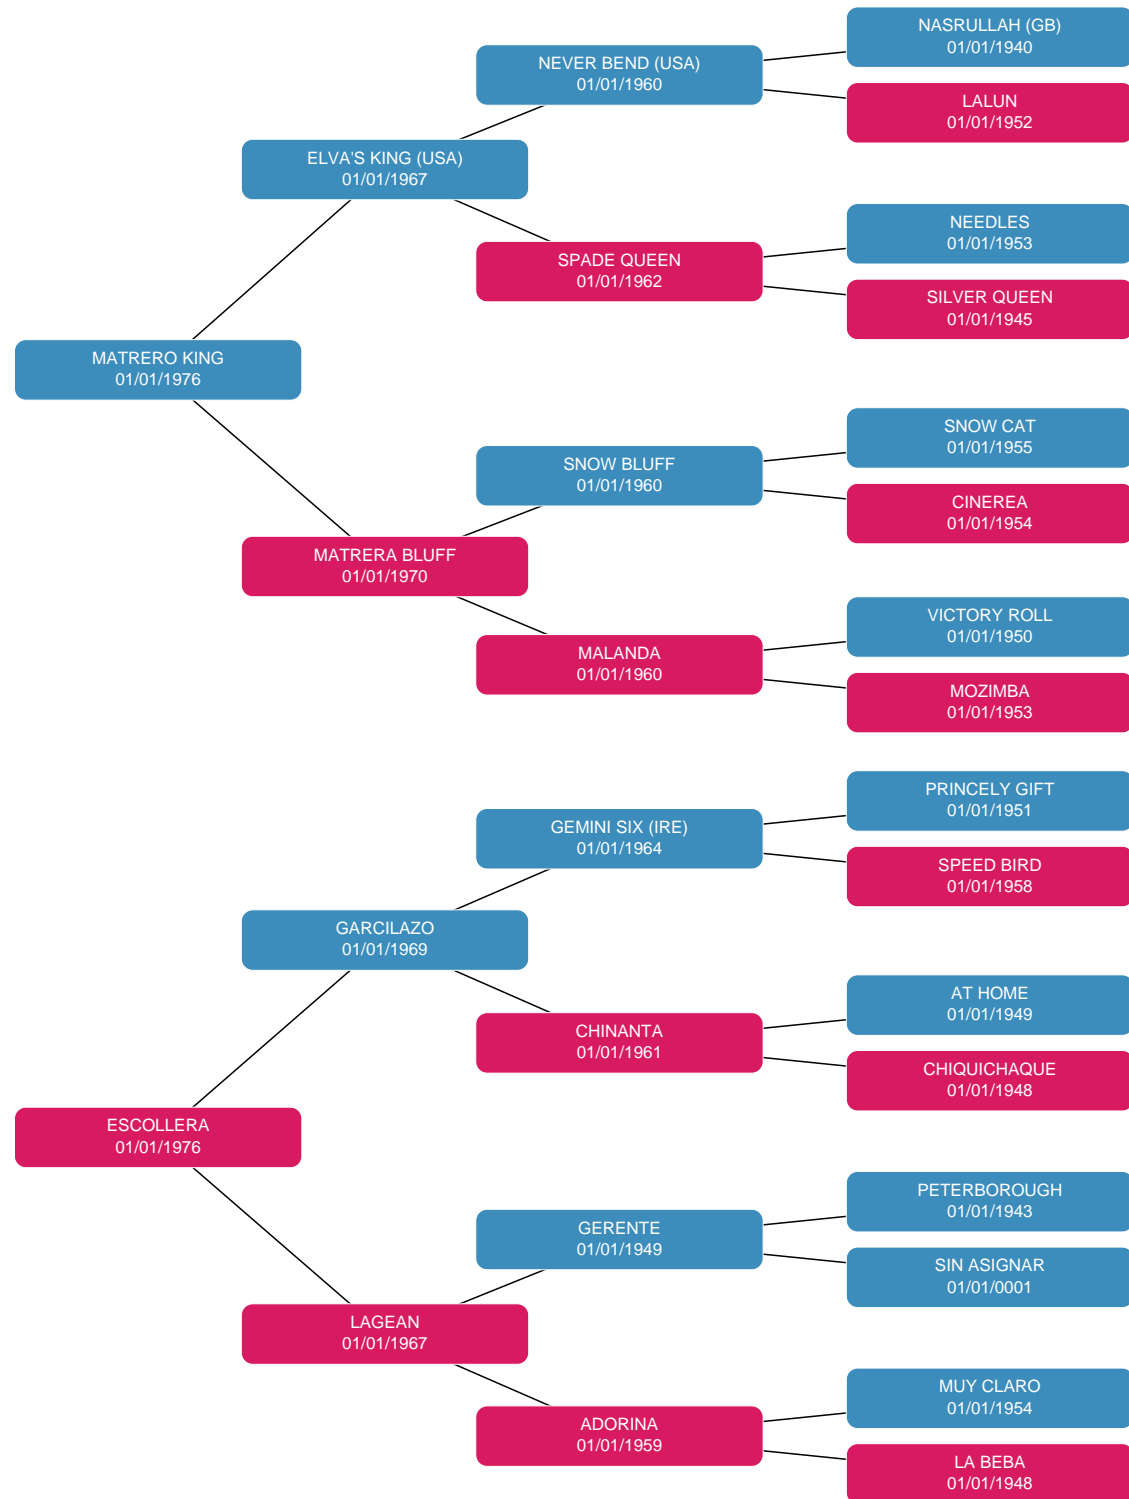 NASRULLAH (GB)
01/01/1940
NEVER BEND (USA)
01/01/1960
LALUN
01/01/1952
ELVA'S KING (USA)
01/01/1967
NEEDLES
01/01/1953
SPADE QUEEN
01/01/1962
SILVER QUEEN
01/01/1945
MATRERO KING
01/01/1976
SNOW CAT
01/01/1955
SNOW BLUFF
01/01/1960
CINEREA
01/01/1954
MATRERA BLUFF
01/01/1970
VICTORY ROLL
01/01/1950
MALANDA
01/01/1960
MOZIMBA
01/01/1953
PRINCELY GIFT
01/01/1951
GEMINI SIX (IRE)
01/01/1964
SPEED BIRD
01/01/1958
GARCILAZO
01/01/1969
AT HOME
01/01/1949
CHINANTA
01/01/1961
CHIQUICHAQUE
01/01/1948
ESCOLLERA
01/01/1976
PETERBOROUGH
01/01/1943
GERENTE
01/01/1949
SIN ASIGNAR
01/01/0001
LAGEAN
01/01/1967
MUY CLARO
01/01/1954
ADORINA
01/01/1959
LA BEBA
01/01/1948